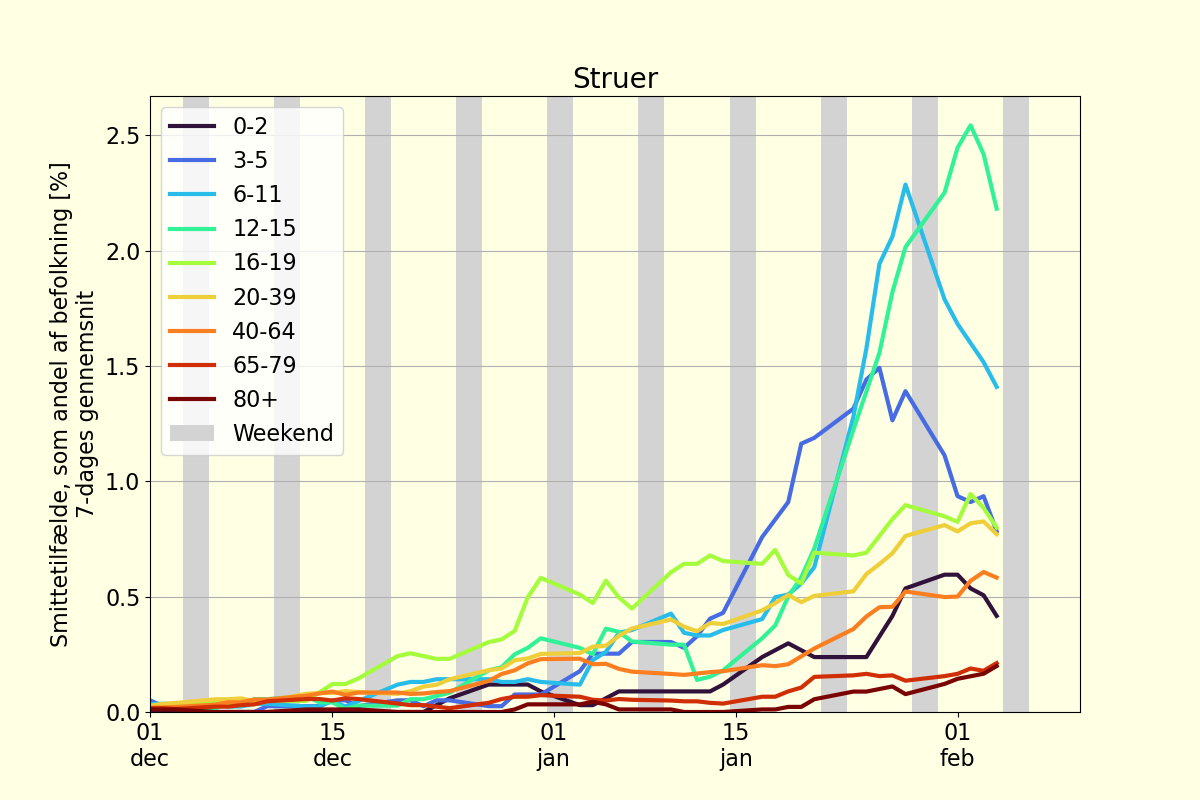 Struer
Smittetilfælde, som andel af befolkning [%]
7-dages gennemsnit
2.5
2.0
1.5
1.0
0.5
0.0
0-2
3-5
6-11
12-15
16-19
20-39
40-64
65-79
80+
Weekend
01 15 01 15 01
dec dec jan jan feb